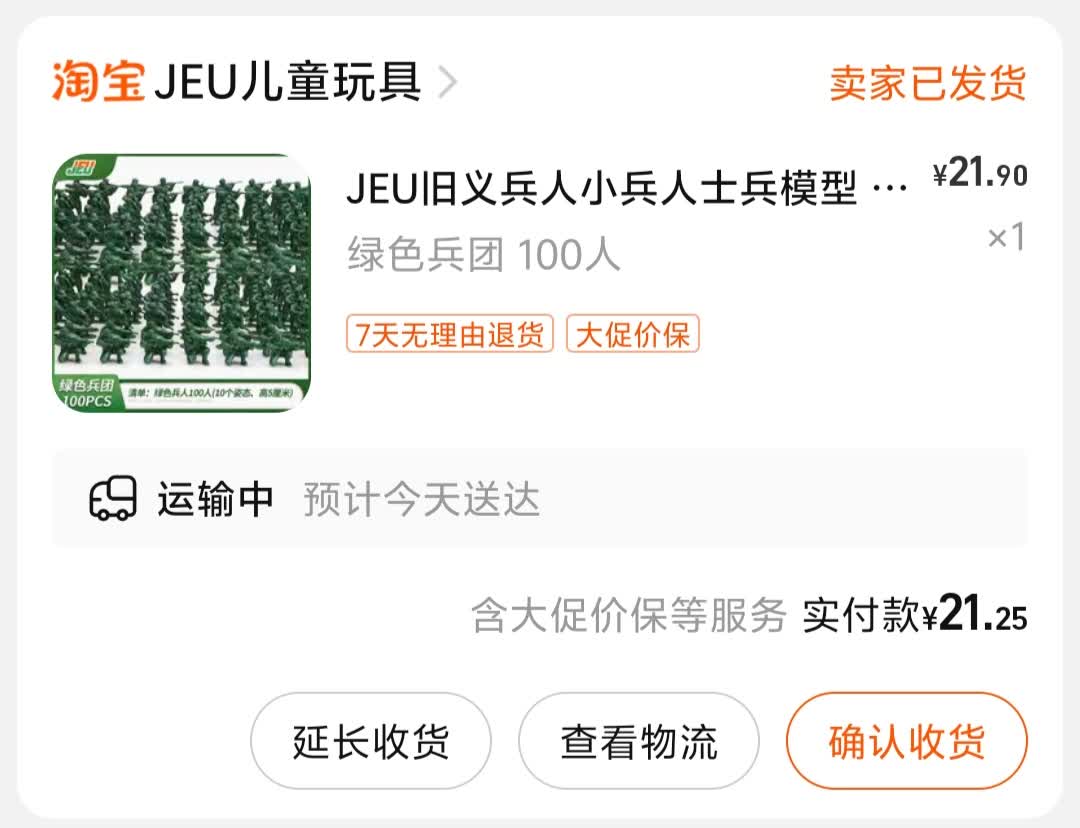 淘宝 JEU儿童玩具
卖家已发货
JEU
绿色兵团
100PCS
清单：绿色兵人100人(10个姿态、高5厘米)
JEU旧义兵人小兵人士兵模型 ···
¥21.90
绿色兵团 100人
×1
7天无理由退货
大促价保
运输中 预计今天送达
含大促价保等服务 实付款¥21.25
延长收货
查看物流
确认收货